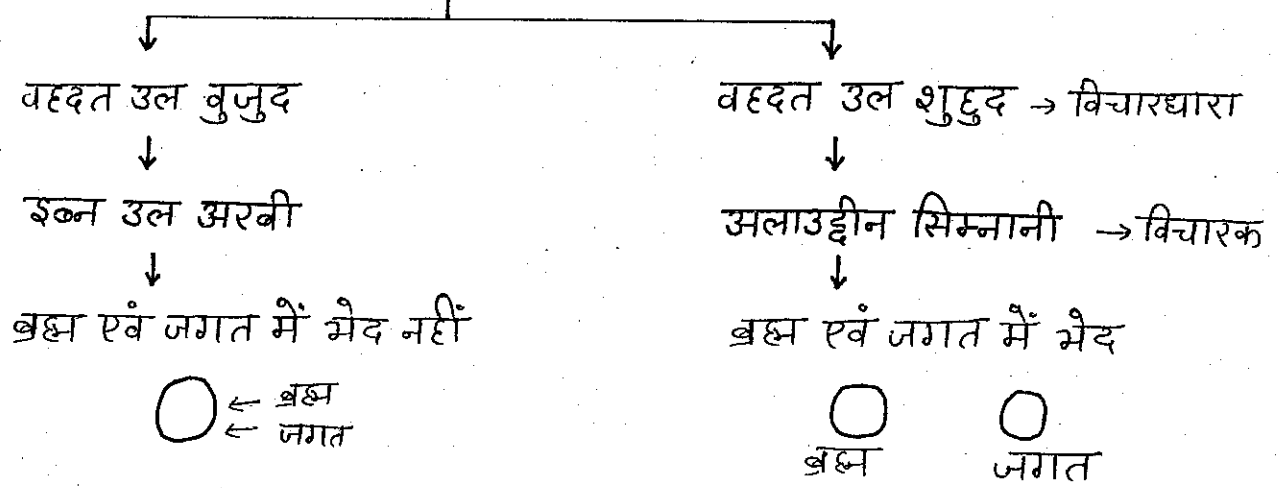 वहदत उल वुजुद
↓
इब्न उल अरबी
↓
ब्रह्म एवं जगत में भेद नहीं
← ब्रह्म
← जगत
वहदत उल शुहुद → विचारधारा
↓
अलाउद्दीन सिम्नानी → विचारक
↓
ब्रह्म एवं जगत में भेद
ब्रह्म जगत